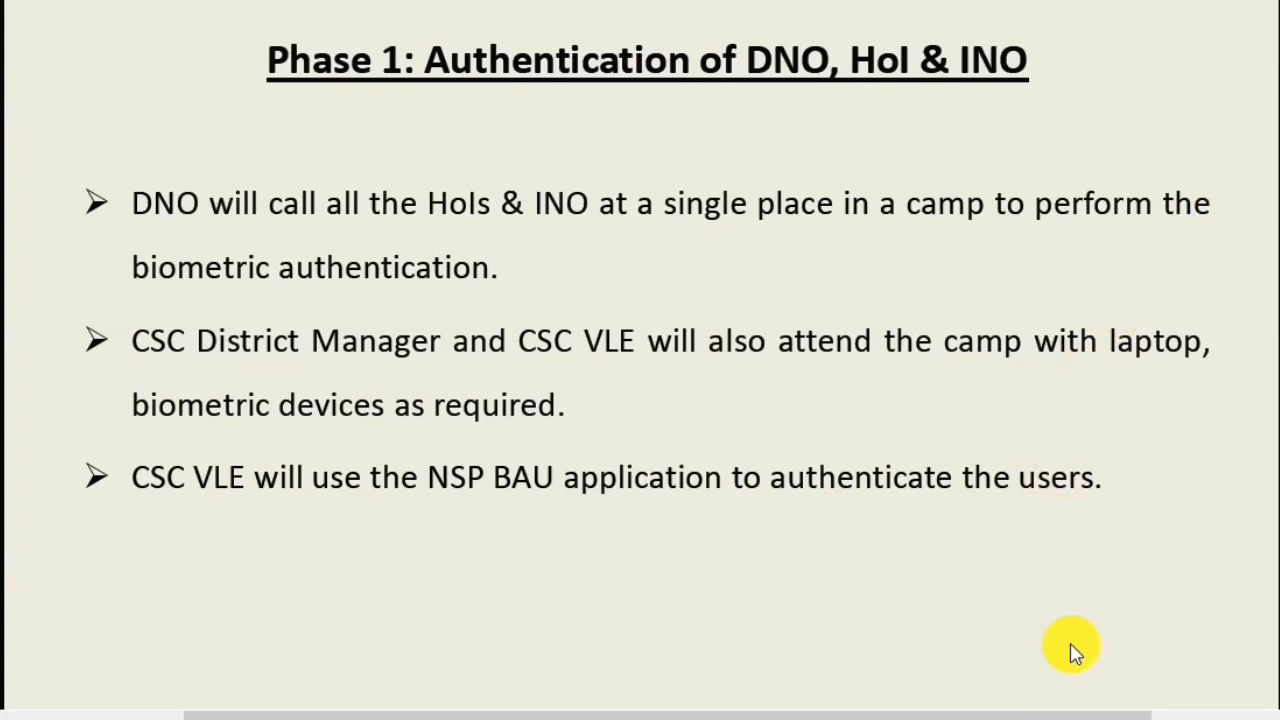 Phase 1: Authentication of DNO, HoI & INO
➢ DNO will call all the HoIs & INO at a single place in a camp to perform the
biometric authentication.
➢ CSC District Manager and CSC VLE will also attend the camp with laptop,
biometric devices as required.
➢ CSC VLE will use the NSP BAU application to authenticate the users.